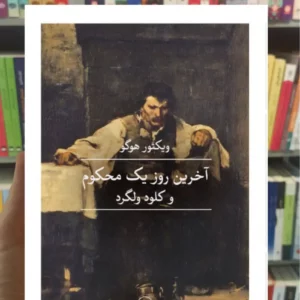 ویکتور هوگو
آخرین روز یک محکوم
و کلود ولگرد